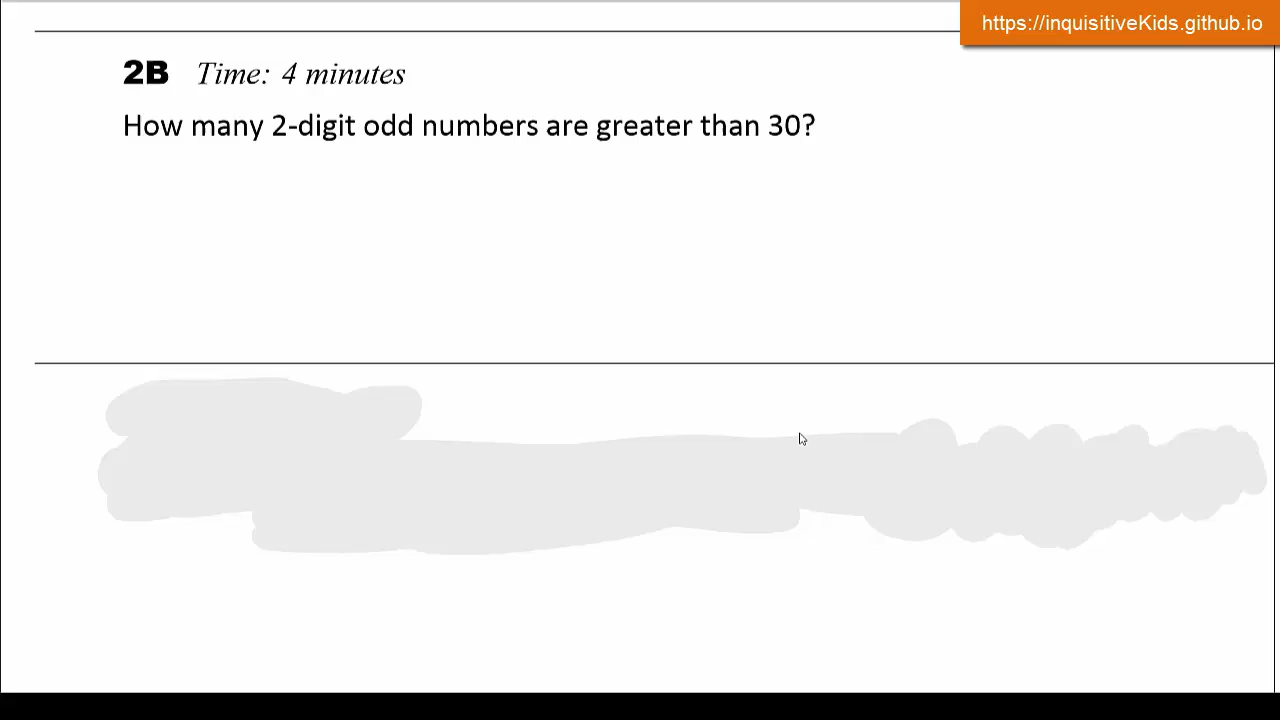 https://inquisitiveKids.github.io
2B Time: 4 minutes
How many 2-digit odd numbers are greater than 30?